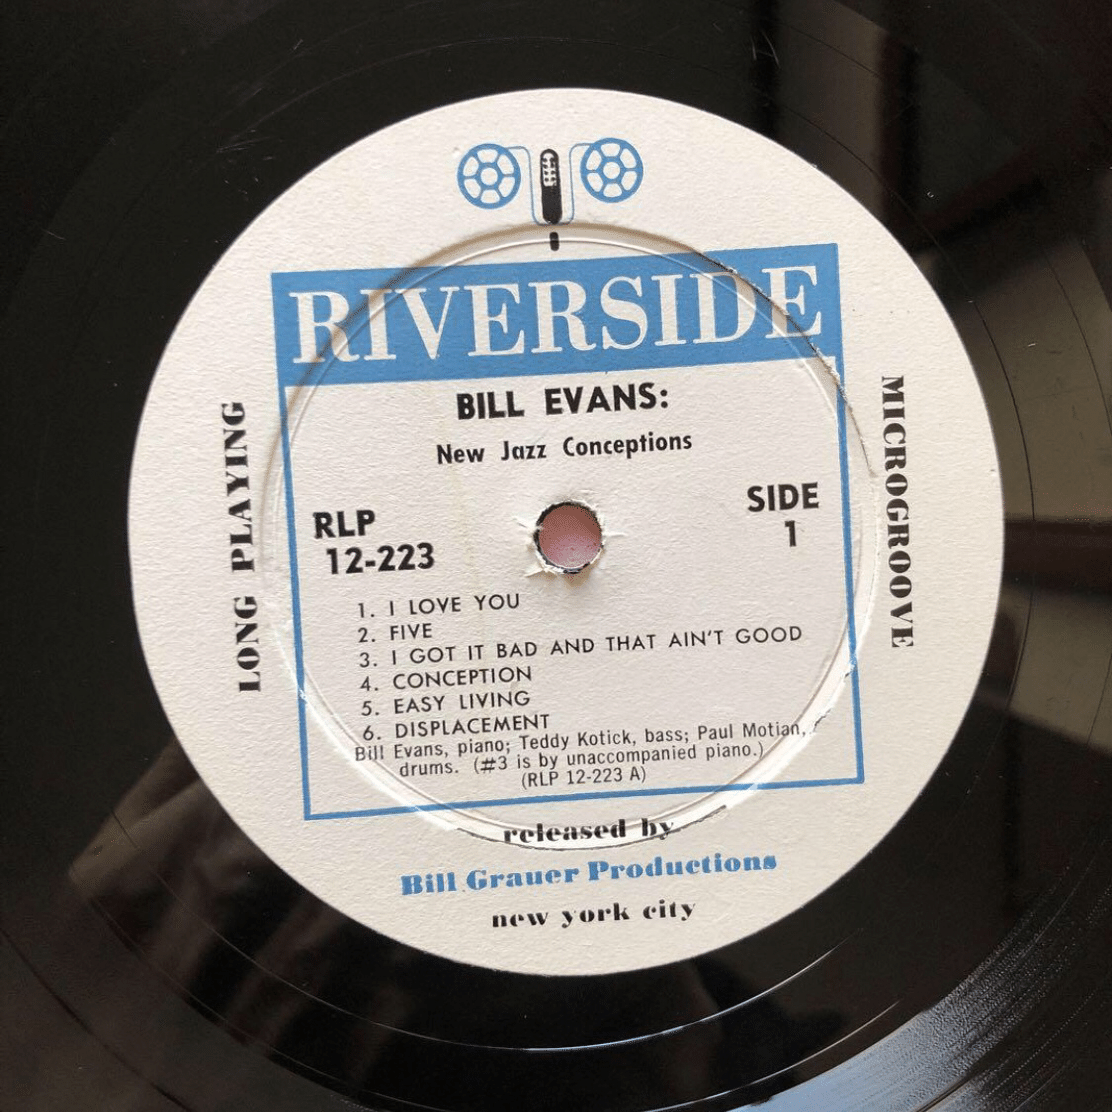 RIVERSIDE
BILL EVANS:
New Jazz Conceptions
LONG PLAYING
MICROGROOVE
RLP
12-223
SIDE
1
1. I LOVE YOU
2. FIVE
3. I GOT IT BAD AND THAT AIN'T GOOD
4. CONCEPTION
5. EASY LIVING
6. DISPLACEMENT
Bill Evans, piano; Teddy Kotick, bass; Paul Motian,
drums. (#3 is by unaccompanied piano.)
(RLP 12-223 A)
released by
Bill Grauer Productions
new york city